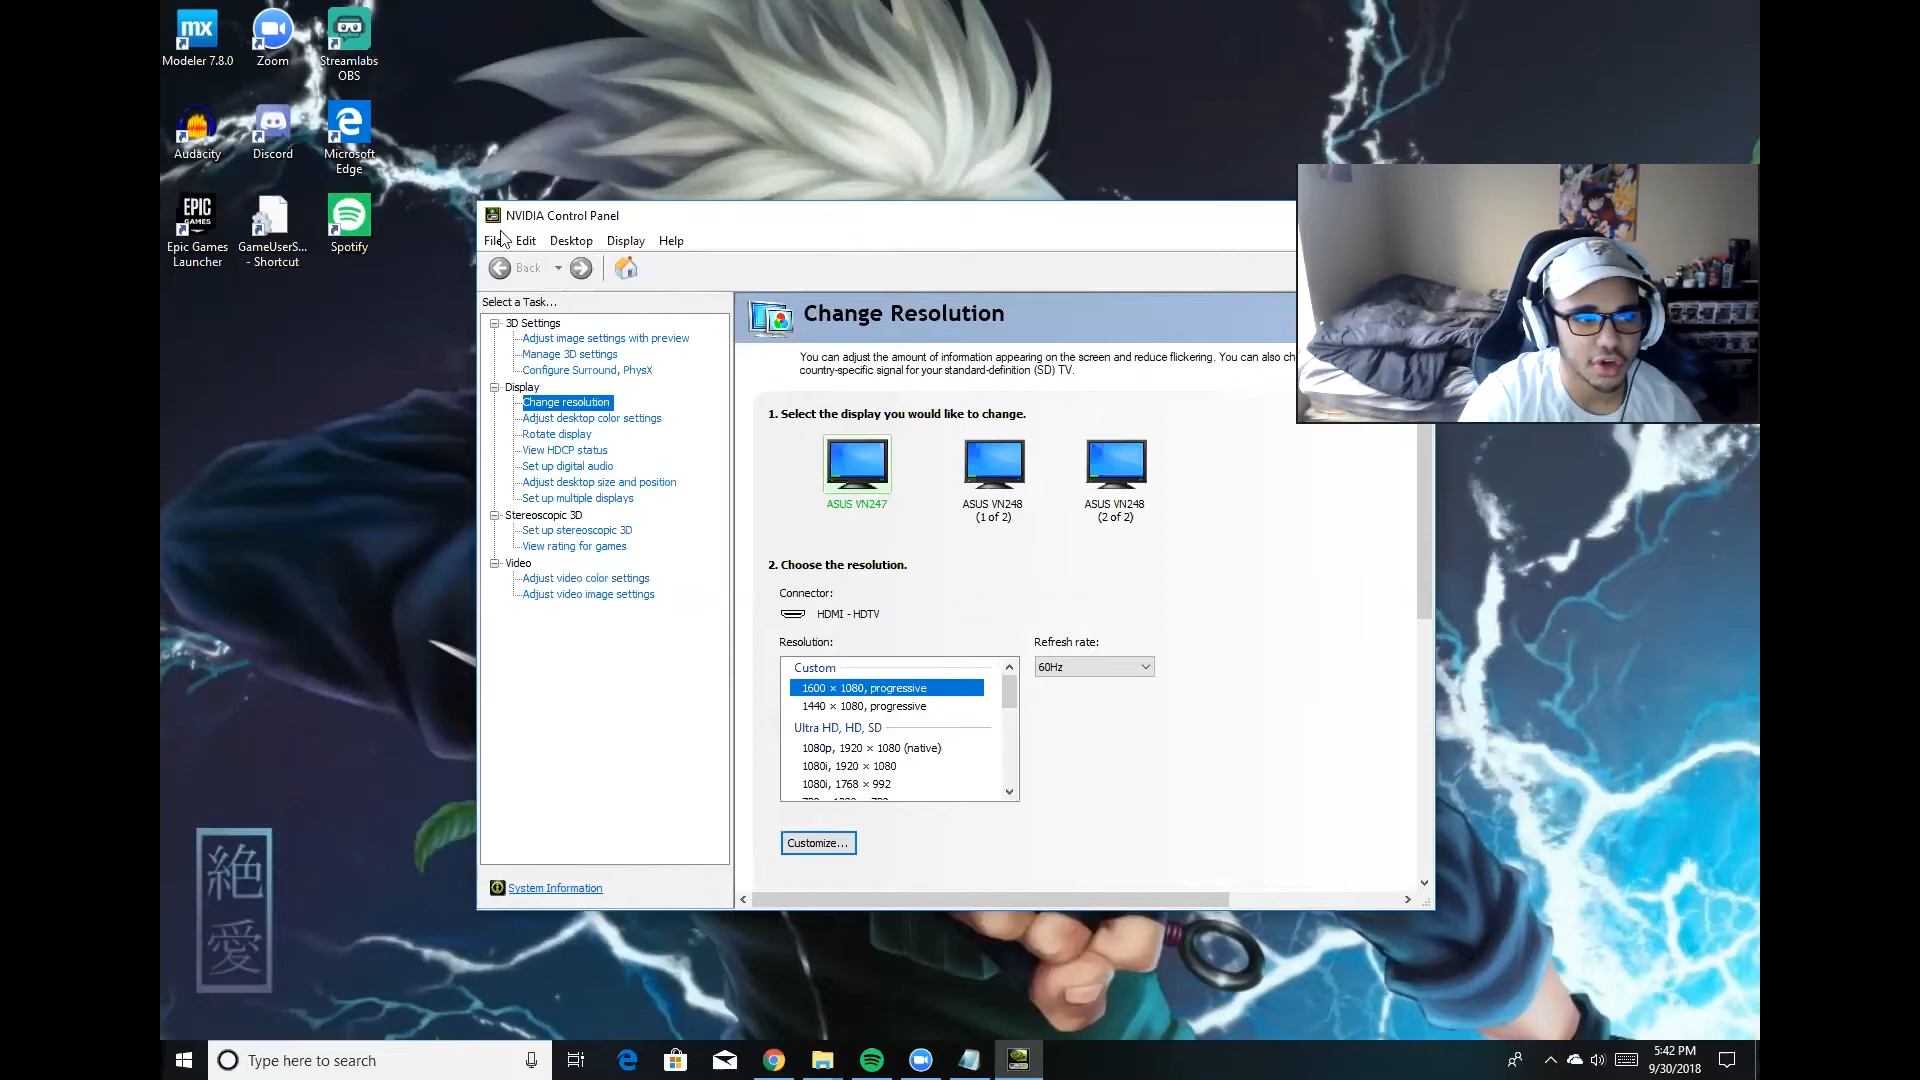 mx
Modeler 7.8.0
Zoom
Streamlabs
OBS
Audacity
Discord
Microsoft
Edge
EPIC
GAMES
Epic Games
Launcher
GameUserS...
- Shortcut
Spotify
NVIDIA Control Panel
File
Edit
Desktop
Display
Help
Back
Select a Task...
3D Settings
Adjust image settings with preview
Manage 3D settings
Configure Surround, PhysX
Display
Change resolution
Adjust desktop color settings
Rotate display
View HDCP status
Set up digital audio
Adjust desktop size and position
Set up multiple displays
Stereoscopic 3D
Set up stereoscopic 3D
View rating for games
Video
Adjust video color settings
Adjust video image settings
System Information
Change Resolution
You can adjust the amount of information appearing on the screen and reduce flickering. You can also ch
country-specific signal for your standard-definition (SD) TV.
1. Select the display you would like to change.
ASUS VN247
ASUS VN248
(1 of 2)
ASUS VN248
(2 of 2)
2. Choose the resolution.
Connector:
HDMI - HDTV
Resolution:
Refresh rate:
60Hz
Custom
1600 × 1080, progressive
1440 × 1080, progressive
Ultra HD, HD, SD
1080p, 1920 × 1080 (native)
1080i, 1920 × 1080
1080i, 1768 × 992
Customize...
絶
愛
Type here to search
5:42 PM
9/30/2018